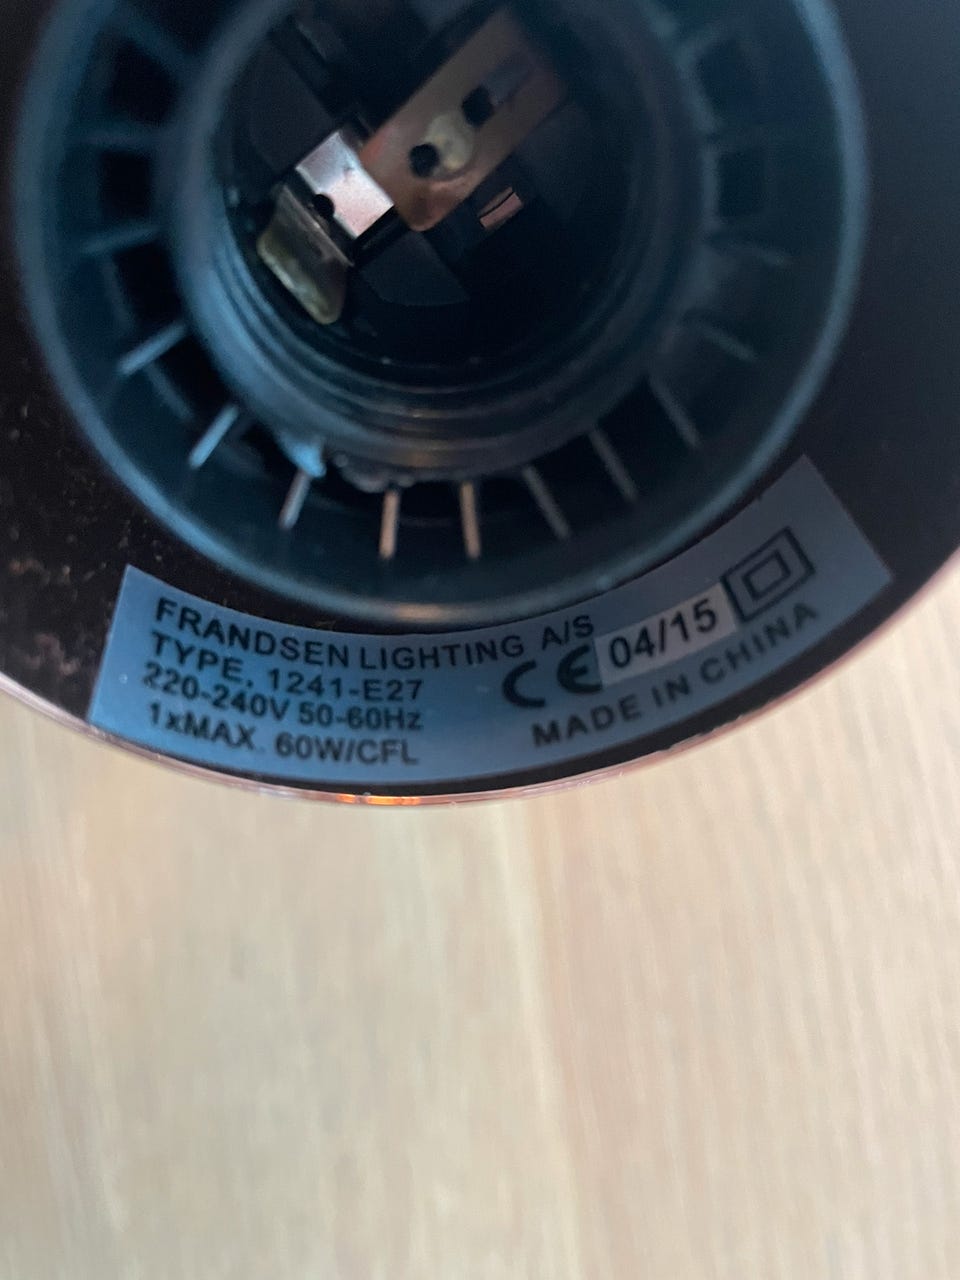 FRANDSEN LIGHTING A/S
TYPE. 1241-E27
220-240V 50-60Hz
1xMAX. 60W/CFL
CE 04/15
MADE IN CHINA